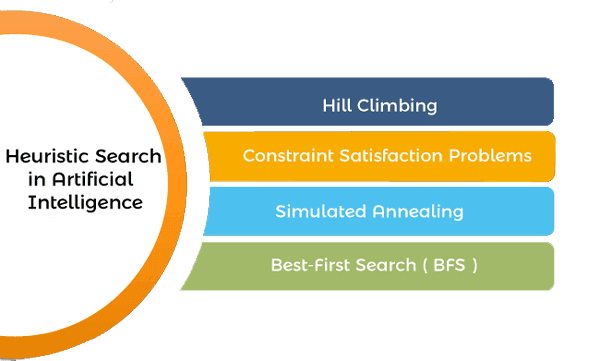 Heuristic Search
in Artificial
Intelligence
Hill Climbing
Constraint Satisfaction Problems
Simulated Annealing
Best-First Search ( BFS )